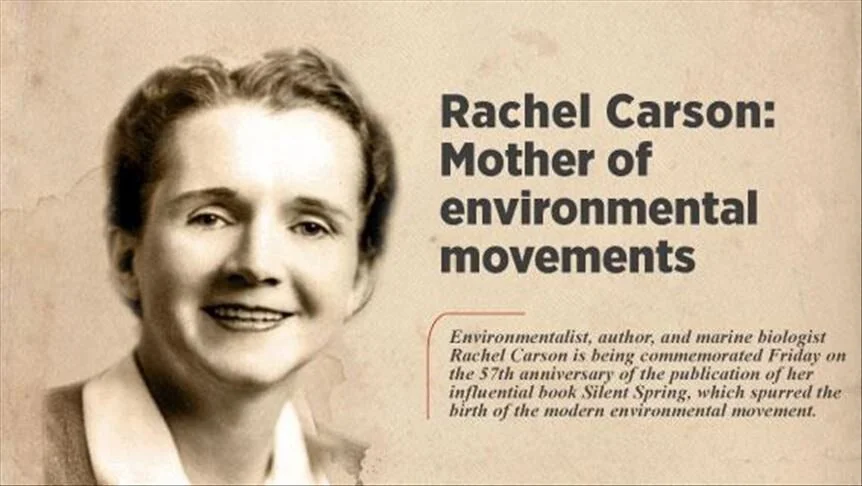 Rachel Carson:
Mother of
environmental
movements
Environmentalist, author, and marine biologist
Rachel Carson is being commemorated Friday on
the 57th anniversary of the publication of her
influential book Silent Spring, which spurred the
birth of the modern environmental movement.